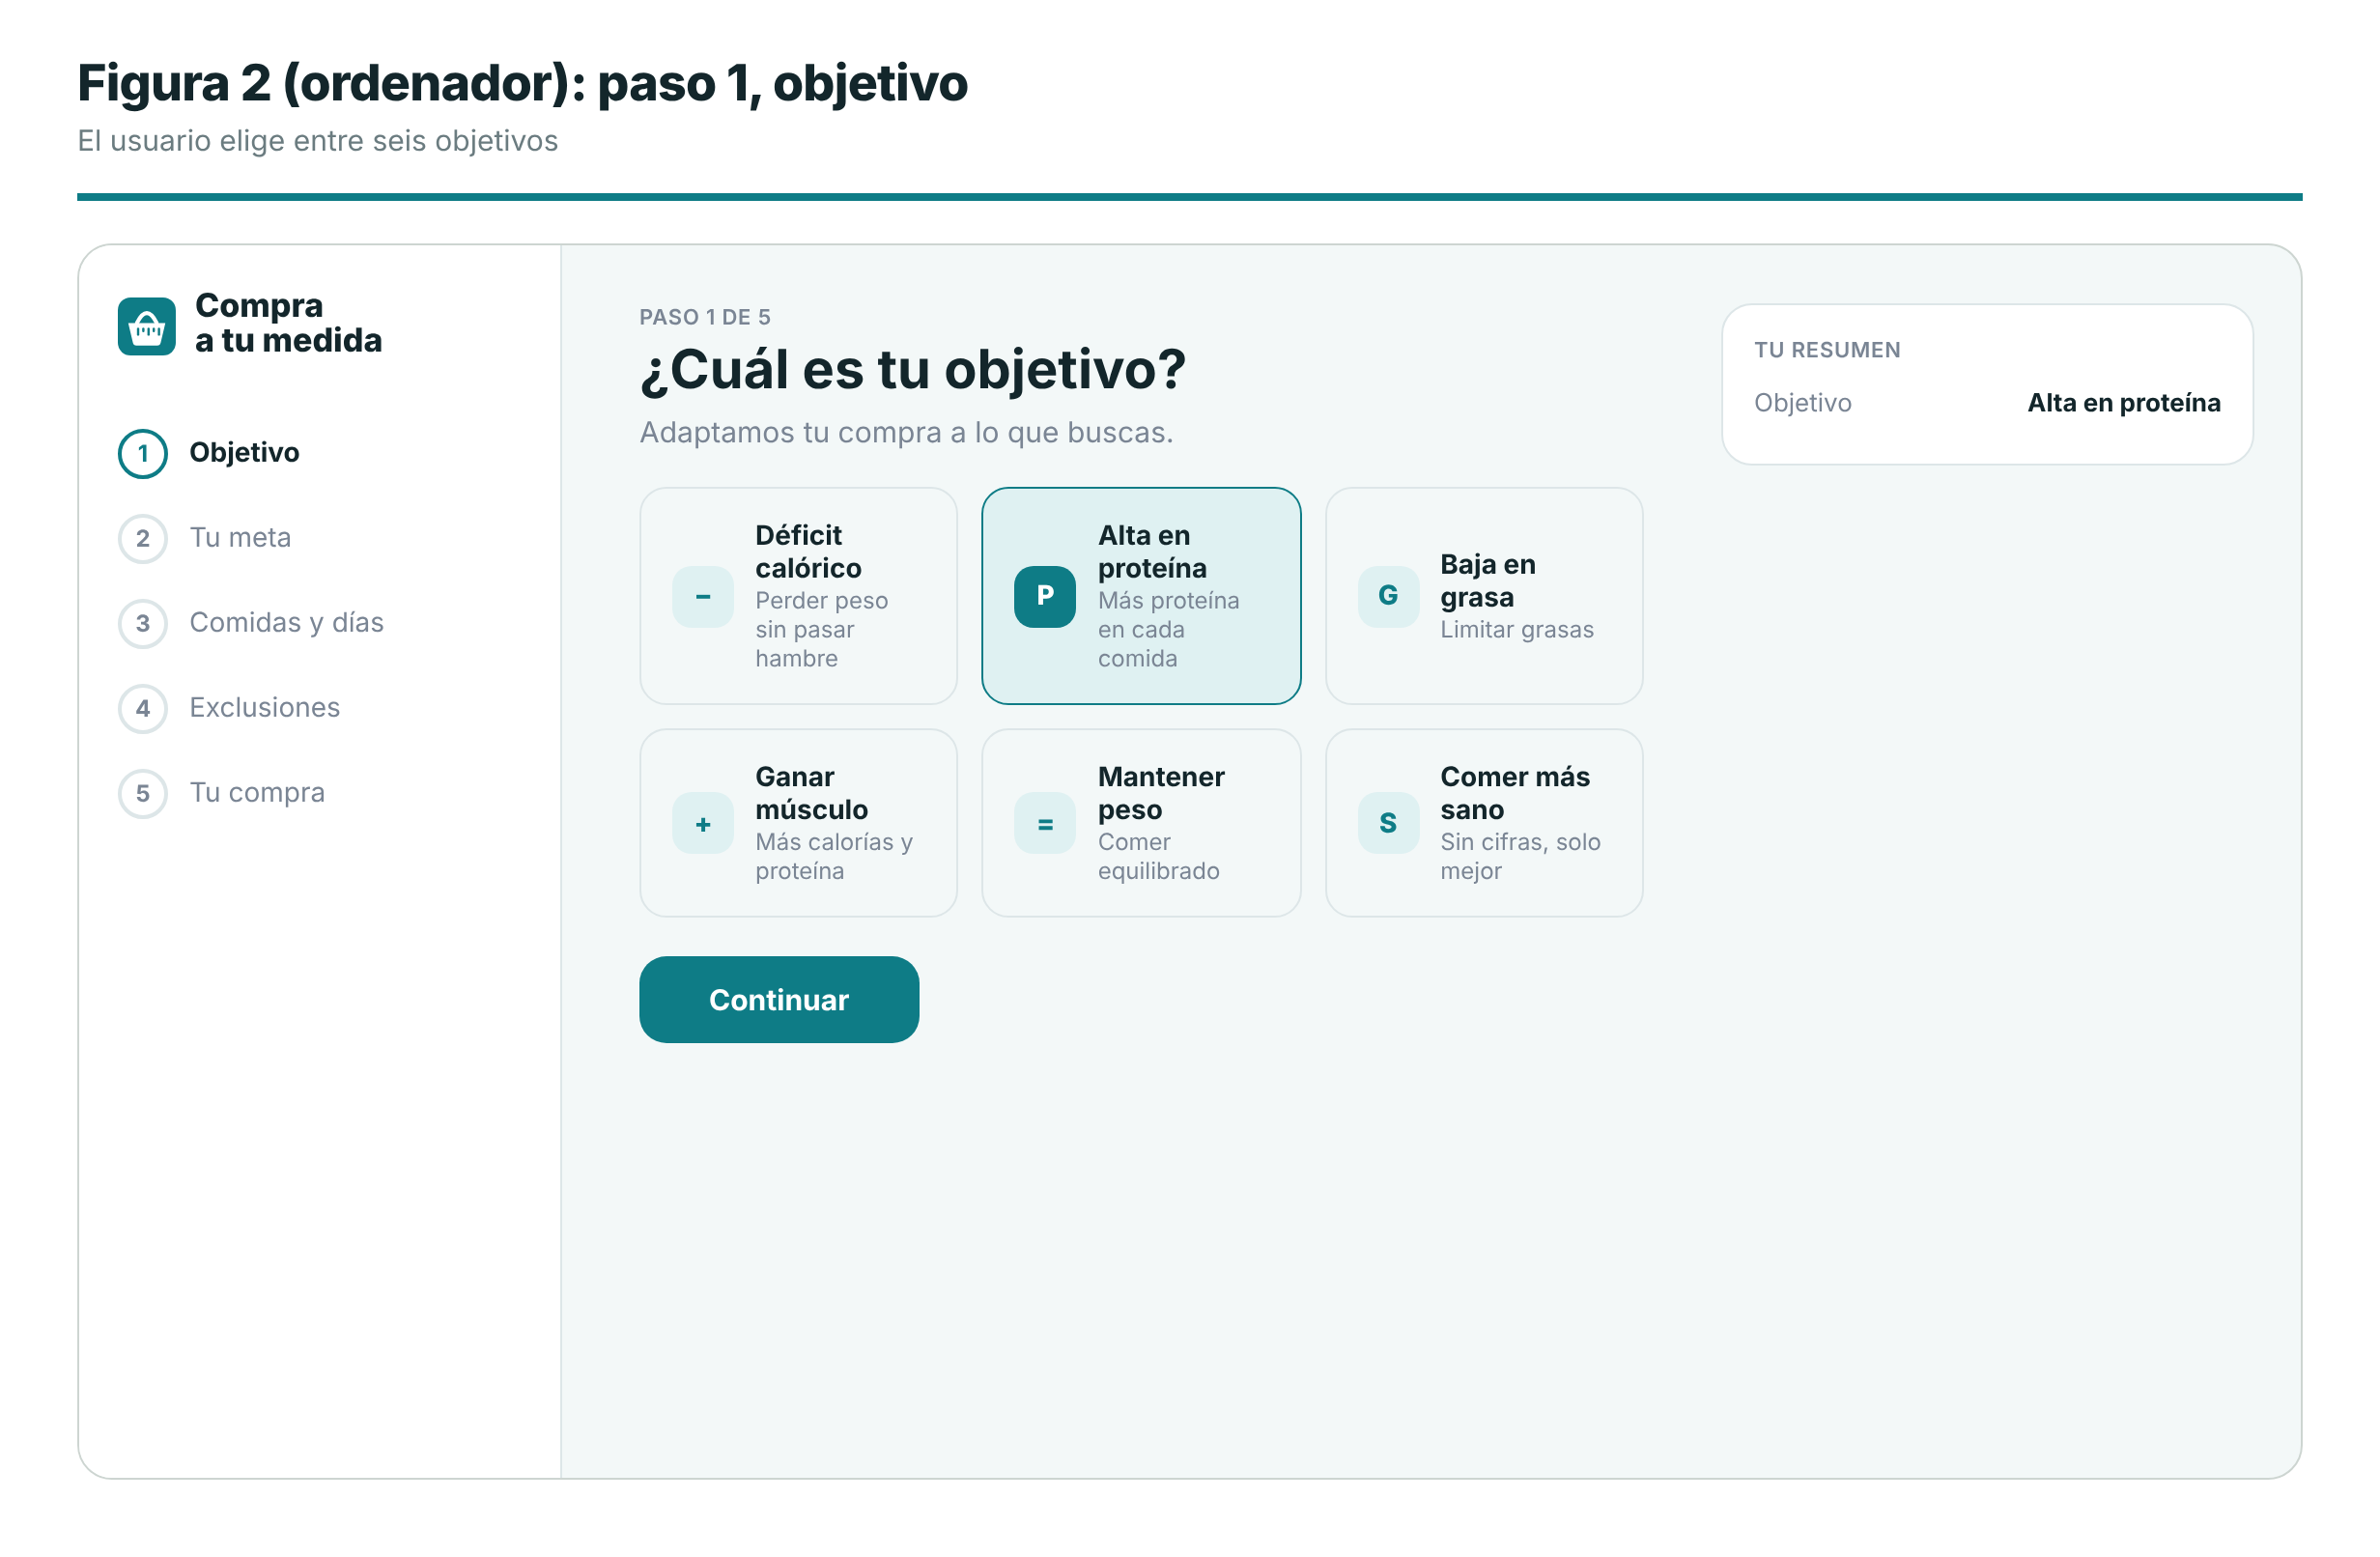 Figura 2 (ordenador): paso 1, objetivo
El usuario elige entre seis objetivos
Compra
a tu medida
1 Objetivo
2 Tu meta
3 Comidas y días
4 Exclusiones
5 Tu compra
PASO 1 DE 5
¿Cuál es tu objetivo?
Adaptamos tu compra a lo que buscas.
–
Déficit
calórico
Perder peso
sin pasar
hambre
P
Alta en
proteína
Más proteína
en cada
comida
G
Baja en
grasa
Limitar grasas
+
Ganar
músculo
Más calorías y
proteína
=
Mantener
peso
Comer
equilibrado
S
Comer más
sano
Sin cifras, solo
mejor
Continuar
TU RESUMEN
Objetivo Alta en proteína